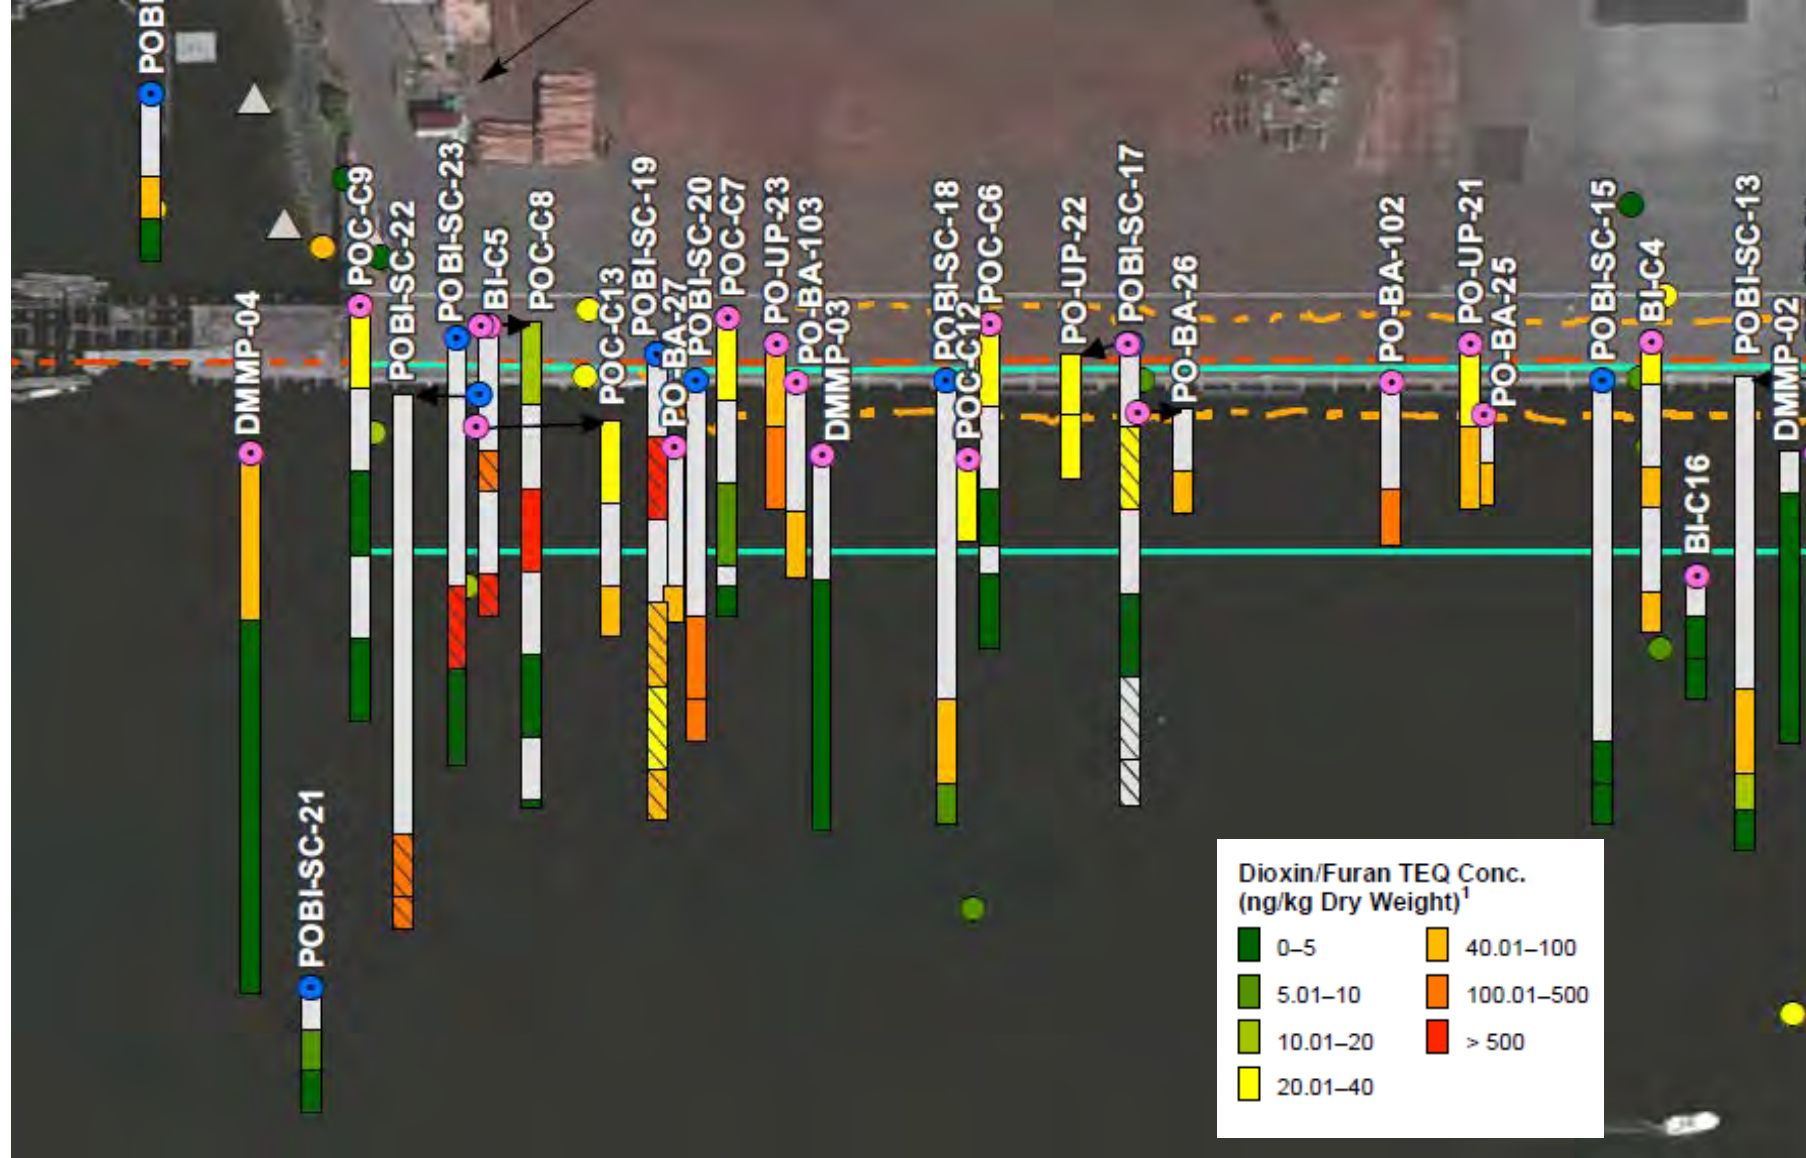 POBI
DMMP-04
POBI-SC-21
POC-C9
POBI-SC-22
POBI-SC-23
BI-C5
POC-C8
POC-C13
POBI-SC-19
PO-BA-27
POBI-SC-20
POC-C7
PO-UP-23
PO-BA-103
DMMP-03
POBI-SC-18
POC-C12
POC-C6
PO-UP-22
POBI-SC-17
PO-BA-26
PO-BA-102
PO-UP-21
PO-BA-25
POBI-SC-15
BI-C4
BI-C16
POBI-SC-13
DMMP-02
Dioxin/Furan TEQ Conc.
(ng/kg Dry Weight)¹
0–5
5.01–10
10.01–20
20.01–40
40.01–100
100.01–500
> 500